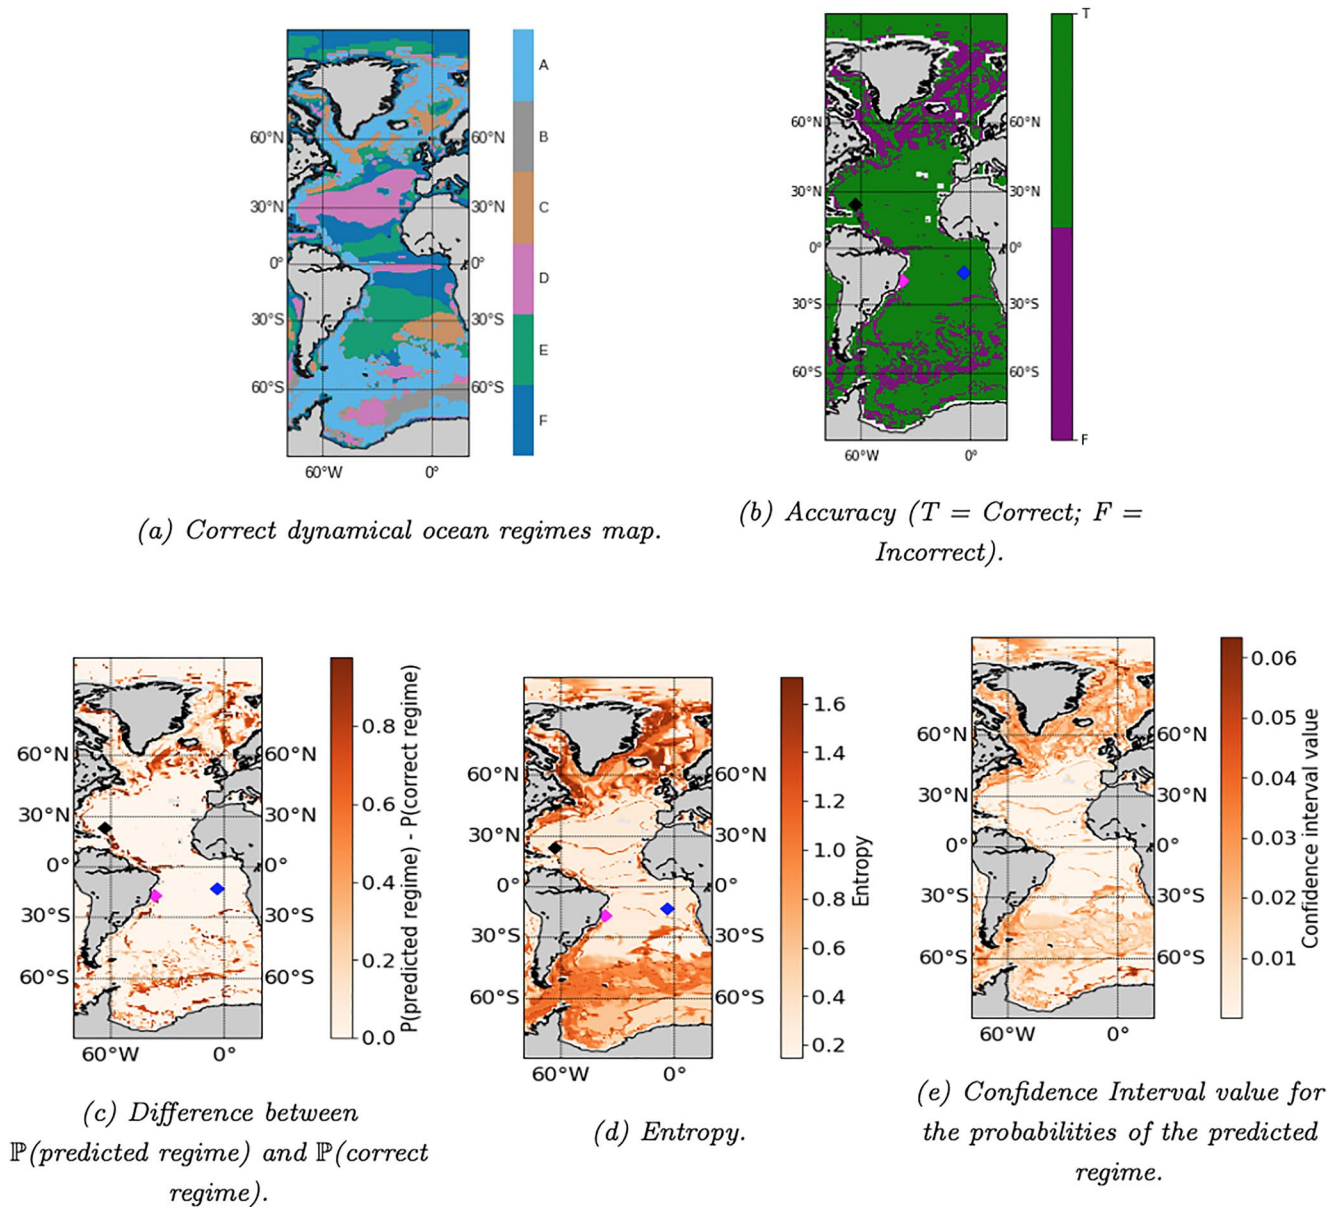 A
B
C
D
E
F
60°N
30°N
0°
30°S
60°S
60°N
30°N
0°
30°S
60°S
60°W
0°
(a) Correct dynamical ocean regimes map.
T
F
60°N
30°N
0°
30°S
60°S
60°N
30°N
0°
30°S
60°S
60°W
0°
(b) Accuracy (T = Correct; F =
Incorrect).
60°N
30°N
0°
30°S
60°S
60°N
30°N
0°
30°S
60°S
60°W
0°
0.8
0.6
0.4
0.2
0.0
P(predicted regime) - P(correct regime)
(c) Difference between
ℙ(predicted regime) and ℙ(correct
regime).
60°N
30°N
0°
30°S
60°S
60°N
30°N
0°
30°S
60°S
60°W
0°
1.6
1.4
1.2
1.0
0.8
0.6
0.4
0.2
Entropy
(d) Entropy.
60°N
30°N
0°
30°S
60°S
60°N
30°N
0°
30°S
60°S
60°W
0°
0.06
0.05
0.04
0.03
0.02
0.01
Confidence interval value
(e) Confidence Interval value for
the probabilities of the predicted
regime.